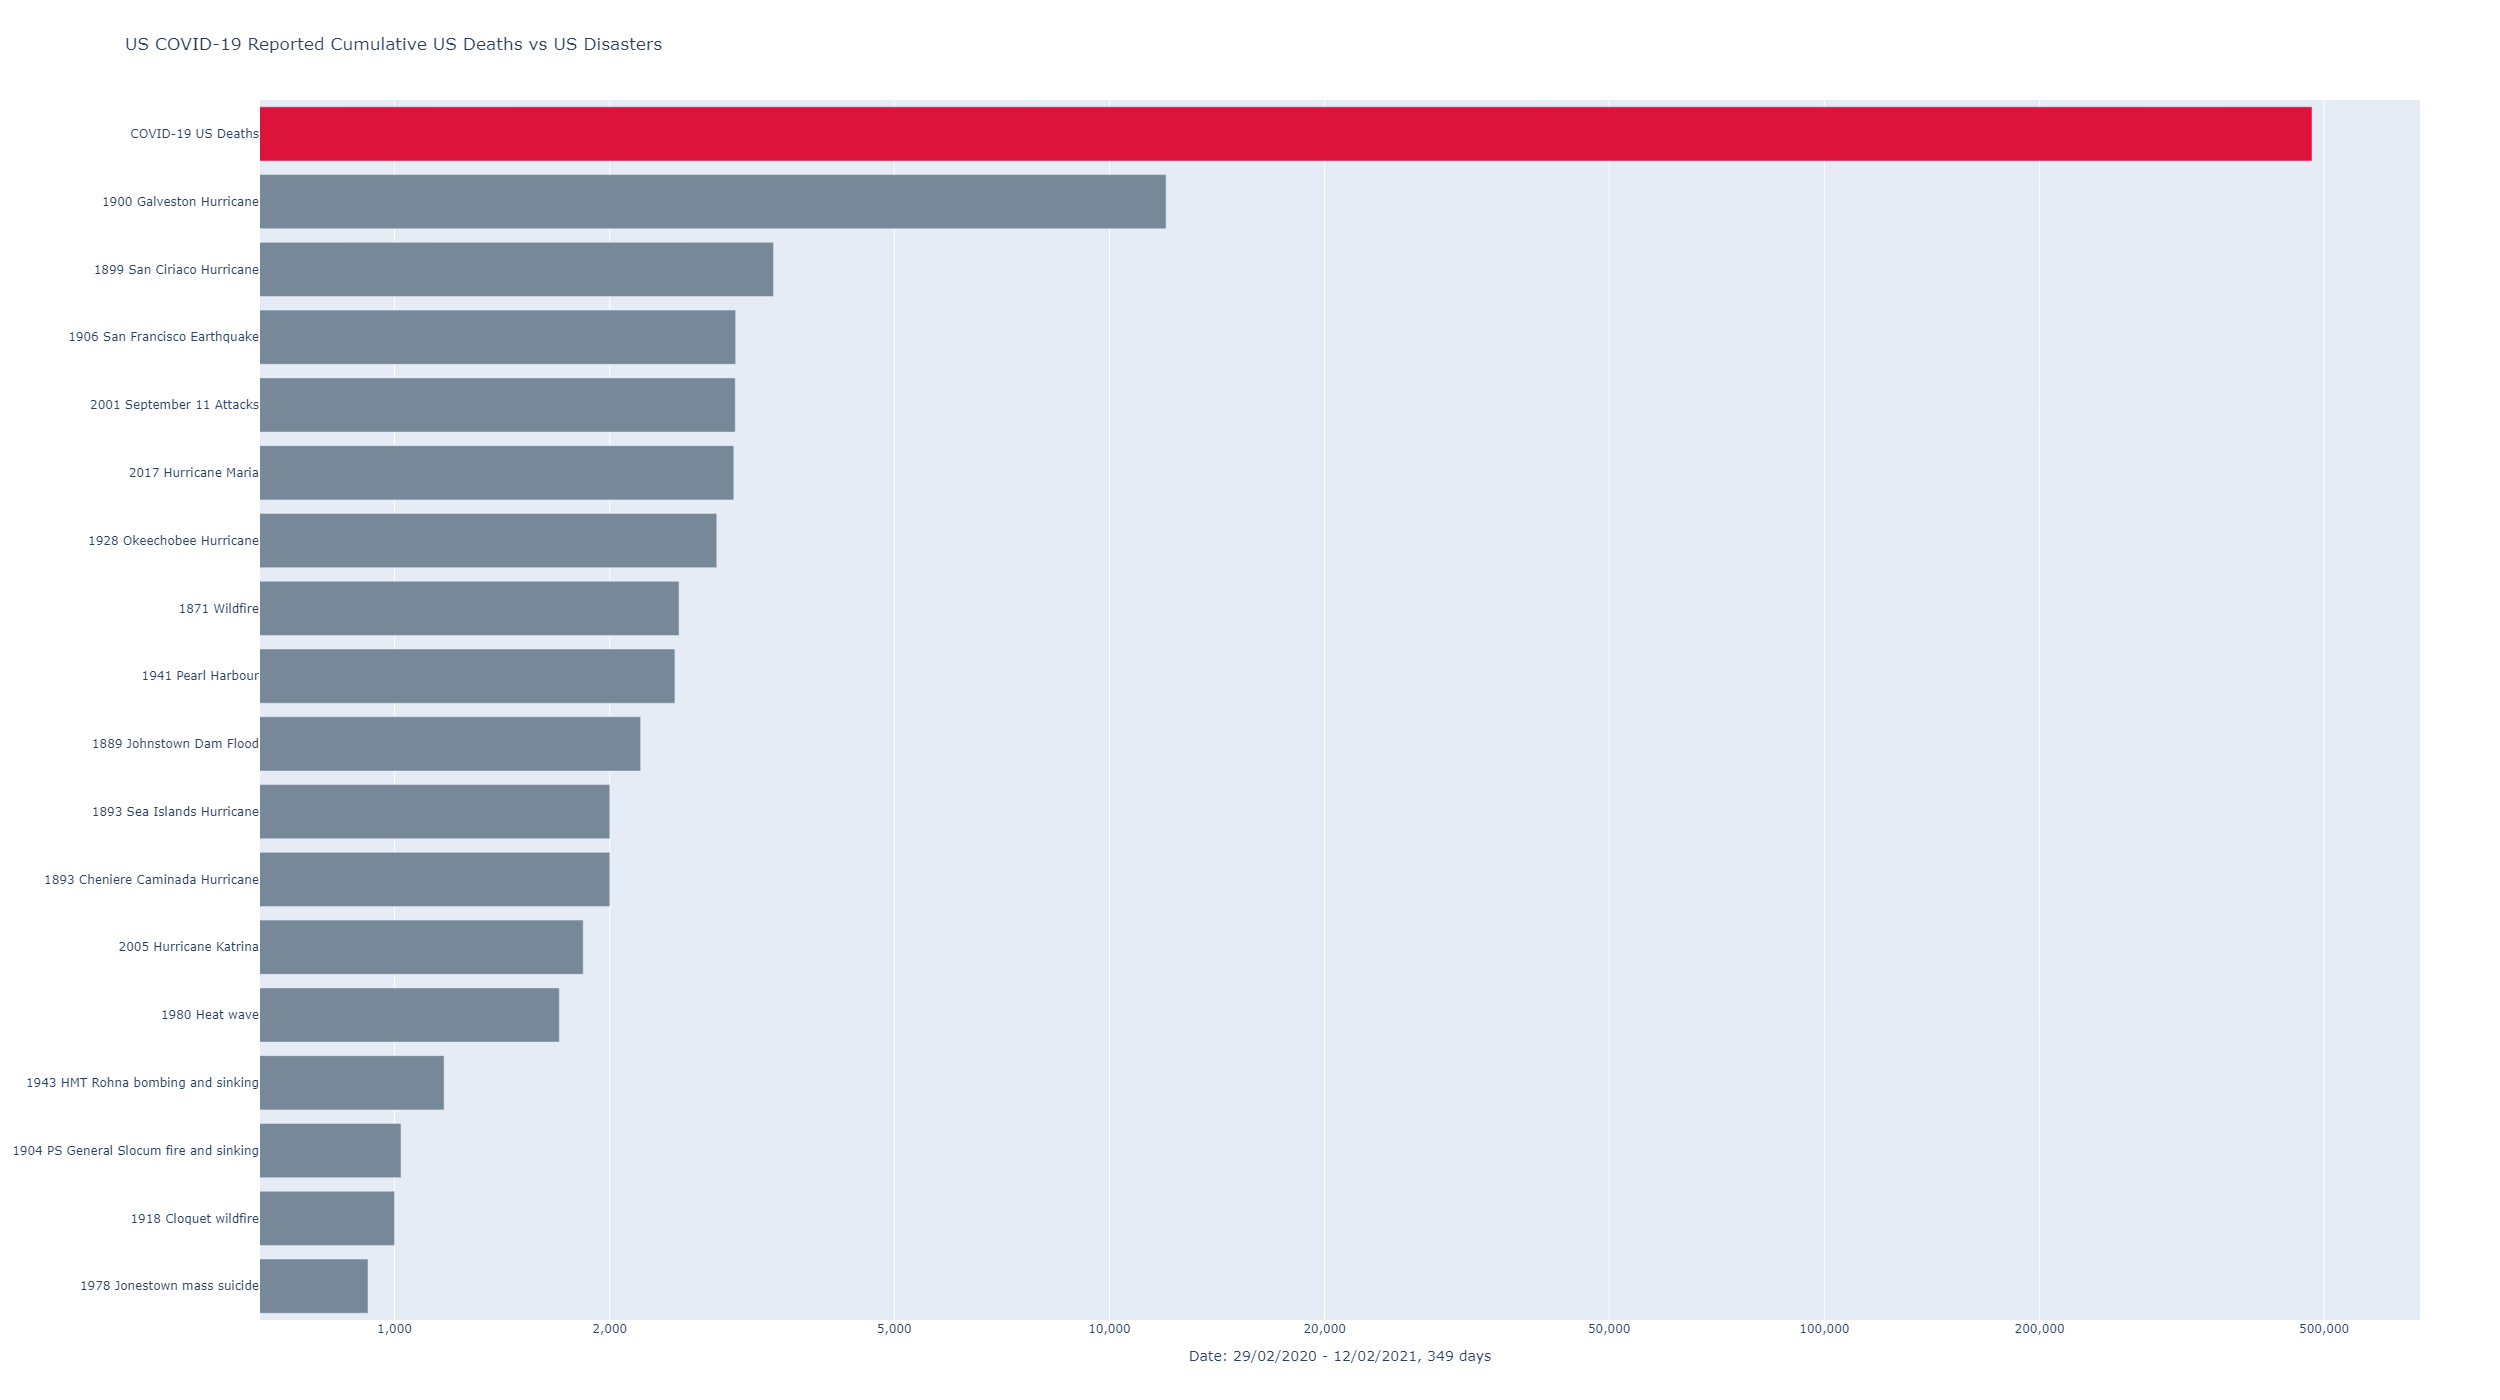 US COVID-19 Reported Cumulative US Deaths vs US Disasters
COVID-19 US Deaths
1900 Galveston Hurricane
1899 San Ciriaco Hurricane
1906 San Francisco Earthquake
2001 September 11 Attacks
2017 Hurricane Maria
1928 Okeechobee Hurricane
1871 Wildfire
1941 Pearl Harbour
1889 Johnstown Dam Flood
1893 Sea Islands Hurricane
1893 Cheniere Caminada Hurricane
2005 Hurricane Katrina
1980 Heat wave
1943 HMT Rohna bombing and sinking
1904 PS General Slocum fire and sinking
1918 Cloquet wildfire
1978 Jonestown mass suicide
1,000 2,000 5,000 10,000 20,000 50,000 100,000 200,000 500,000
Date: 29/02/2020 - 12/02/2021, 349 days